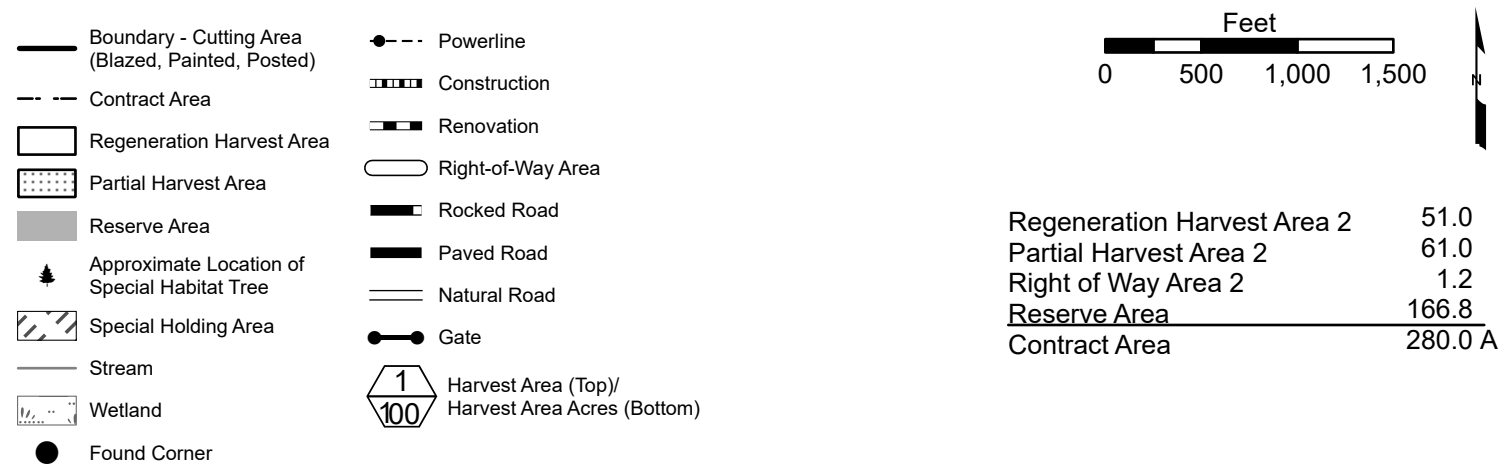 Boundary - Cutting Area
(Blazed, Painted, Posted)
Contract Area
Regeneration Harvest Area
Partial Harvest Area
Reserve Area
Approximate Location of
Special Habitat Tree
Special Holding Area
Stream
Wetland
Found Corner
Powerline
Construction
Renovation
Right-of-Way Area
Rocked Road
Paved Road
Natural Road
Gate
1
100
Harvest Area (Top)/
Harvest Area Acres (Bottom)
Feet
0 500 1,000 1,500
N
Regeneration Harvest Area 2 51.0
Partial Harvest Area 2 61.0
Right of Way Area 2 1.2
Reserve Area 166.8
Contract Area 280.0 A